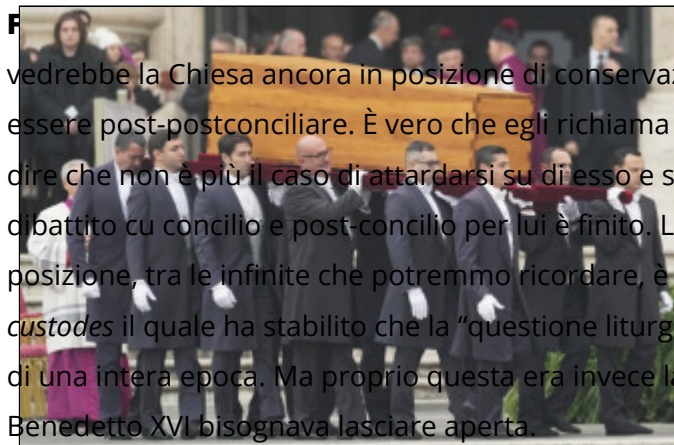 F
vedrebbe la Chiesa ancora in posizione di conserva
essere post-postconciliare. È vero che egli richiama
dire che non è più il caso di attardarsi su di esso e s
dibattito cu concilio e post-concilio per lui è finito. L
posizione, tra le infinite che potremmo ricordare, è
custodes il quale ha stabilito che la “questione liturg
di una intera epoca. Ma proprio questa era invece la
Benedetto XVI bisognava lasciare aperta.